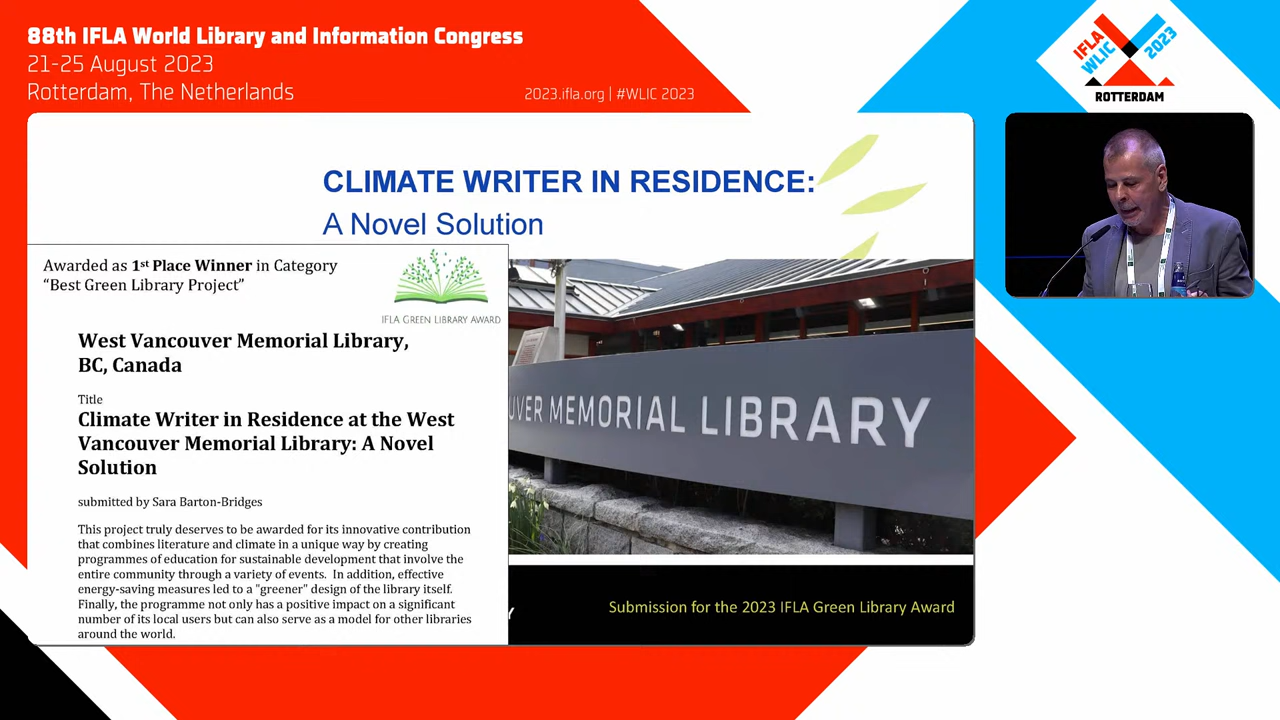 88th IFLA World Library and Information Congress
21-25 August 2023
Rotterdam, The Netherlands
2023.ifla.org | #WLIC 2023
IFLA
WLIC
2023
ROTTERDAM
CLIMATE WRITER IN RESIDENCE:
A Novel Solution
Awarded as 1st Place Winner in Category
“Best Green Library Project”
IFLA GREEN LIBRARY AWARD
West Vancouver Memorial Library,
BC, Canada
Title
Climate Writer in Residence at the West
Vancouver Memorial Library: A Novel
Solution
submitted by Sara Barton-Bridges
This project truly deserves to be awarded for its innovative contribution
that combines literature and climate in a unique way by creating
programmes of education for sustainable development that involve the
entire community through a variety of events. In addition, effective
energy-saving measures led to a "greener" design of the library itself.
Finally, the programme not only has a positive impact on a significant
number of its local users but can also serve as a model for other libraries
around the world.
UVER MEMORIAL LIBRARY
Y
Submission for the 2023 IFLA Green Library Award